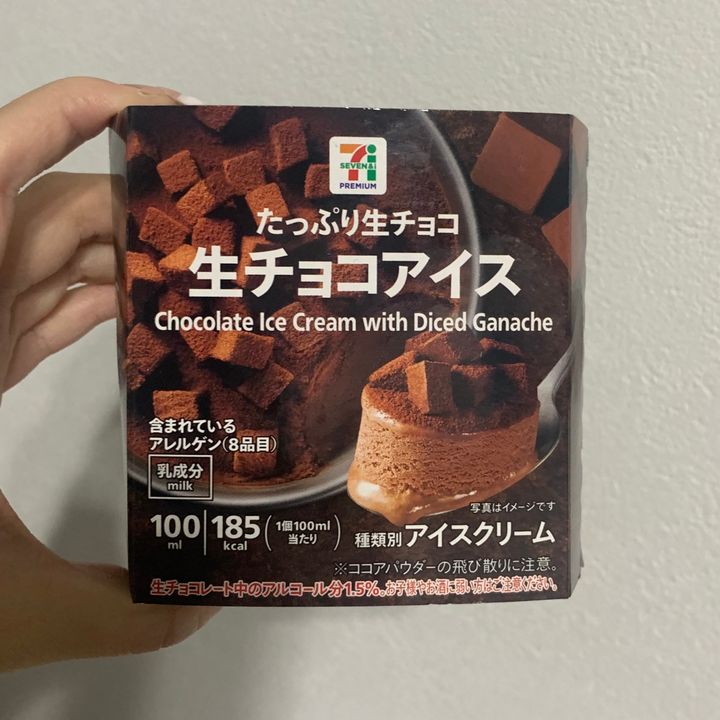 SEVEN&i
PREMIUM
たっぷり生チョコ
生チョコアイス
Chocolate Ice Cream with Diced Ganache
含まれている
アレルゲン(8品目)
乳成分
milk
写真はイメージです
100 ml 185 kcal (1個100ml当たり)
種類別 アイスクリーム
※ココアパウダーの飛び散りに注意。
生チョコレート中のアルコール分1.5%。お子様やお酒に弱い方はご注意ください。